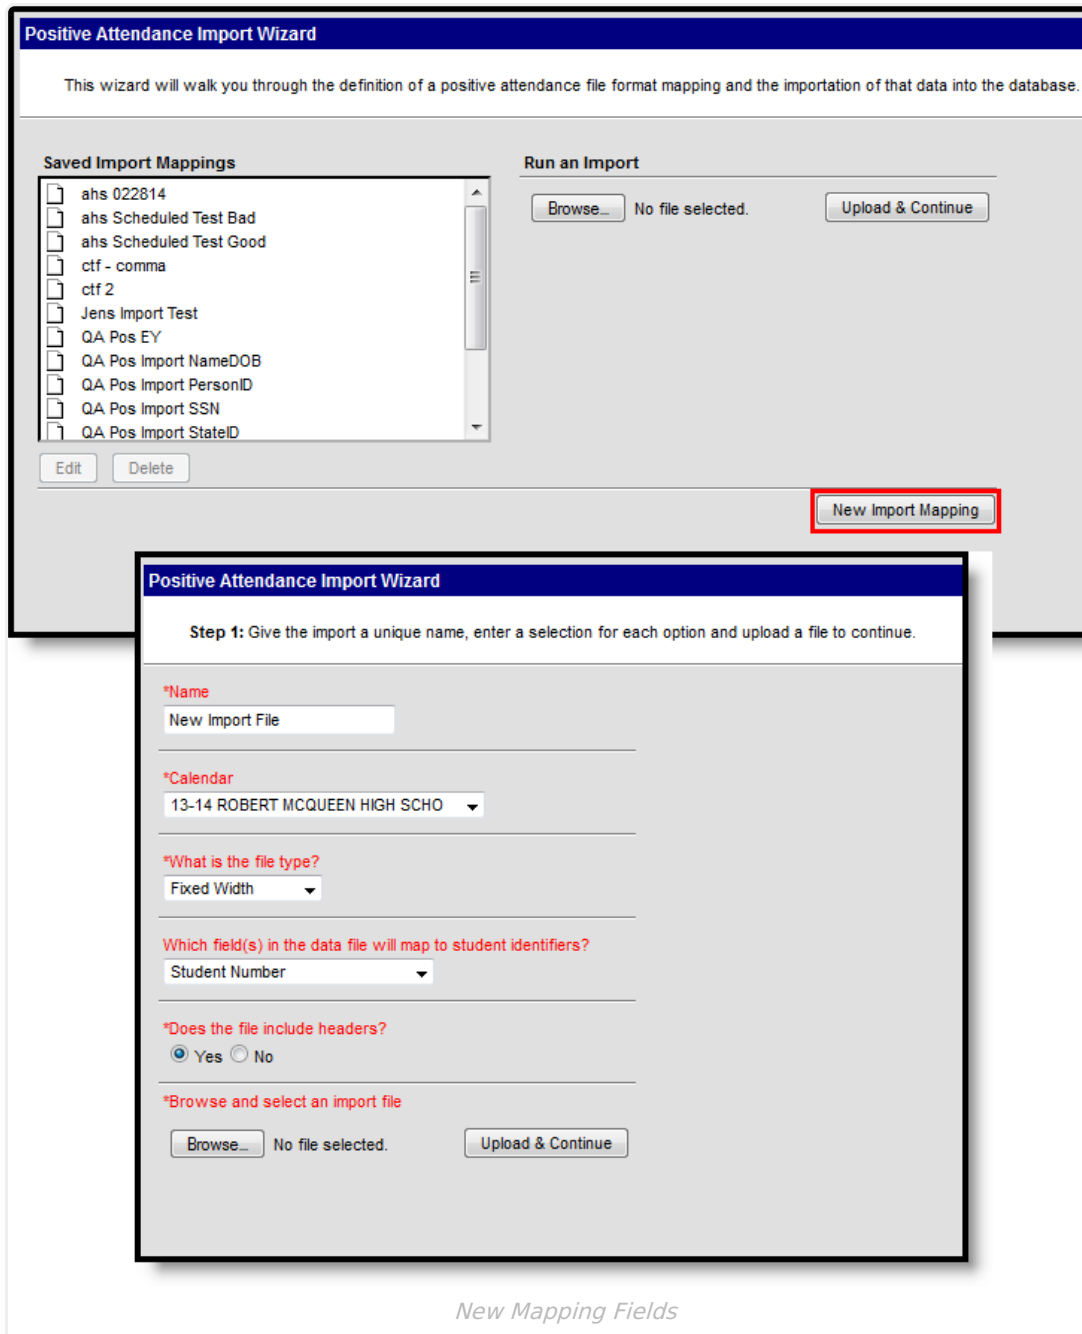 Positive Attendance Import Wizard
This wizard will walk you through the definition of a positive attendance file format mapping and the importation of that data into the database.
Saved Import Mappings
ahs 022814
ahs Scheduled Test Bad
ahs Scheduled Test Good
ctf - comma
ctf 2
Jens Import Test
QA Pos EY
QA Pos Import NameDOB
QA Pos Import PersonID
QA Pos Import SSN
QA Pos Import StateID
Edit Delete
Run an Import
Browse... No file selected. Upload & Continue
New Import Mapping
Positive Attendance Import Wizard
Step 1: Give the import a unique name, enter a selection for each option and upload a file to continue.
*Name
New Import File
*Calendar
13-14 ROBERT MCQUEEN HIGH SCHO
*What is the file type?
Fixed Width
Which field(s) in the data file will map to student identifiers?
Student Number
*Does the file include headers?
Yes No
*Browse and select an import file
Browse... No file selected. Upload & Continue
New Mapping Fields